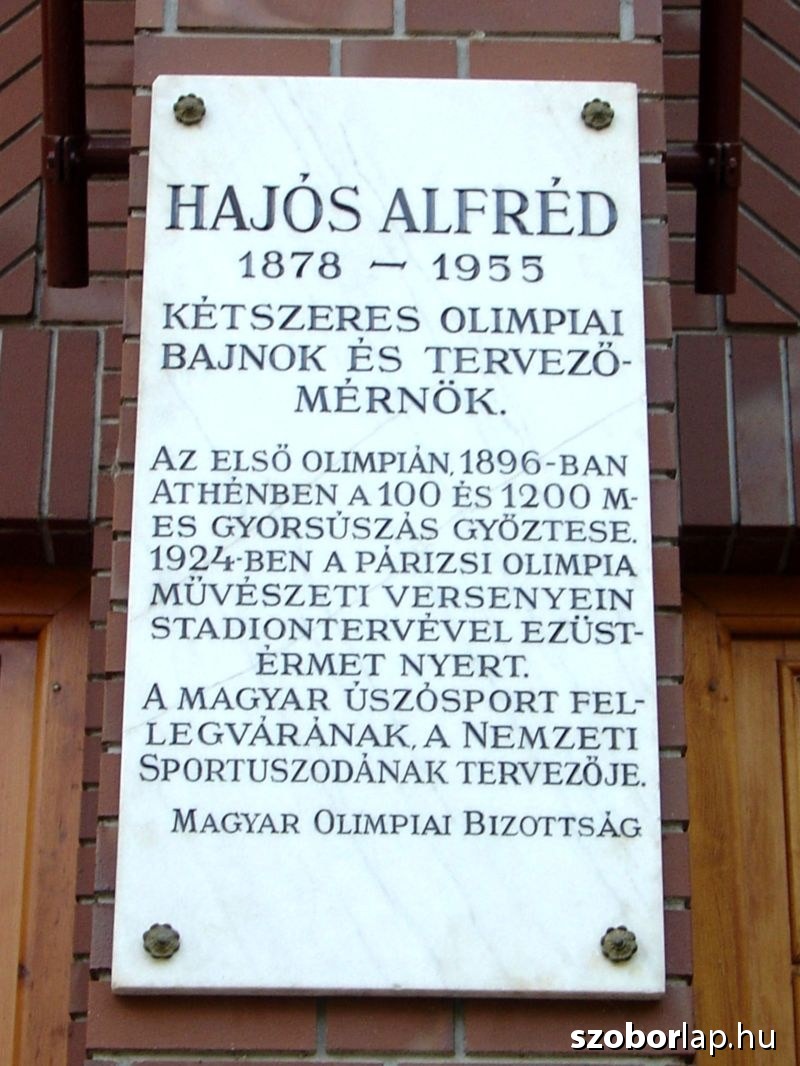 HAJÓS ALFRÉD
1878 – 1955
KÉTSZERES OLIMPIAI
BAJNOK ÉS TERVEZŐ-
MÉRNÖK.
AZ ELSŐ OLIMPIÁN, 1896-BAN
ATHÉNBEN A 100 ÉS 1200 M-
ES GYORSÚSZÁS GYŐZTESE.
1924-BEN A PÁRIZSI OLIMPIA
MŰVÉSZETI VERSENYEIN
STADIONTERVÉVEL EZÜST-
ÉRMET NYERT.
A MAGYAR ÚSZÓSPORT FEL-
LEGVÁRÁNAK, A NEMZETI
SPORTUSZODÁNAK TERVEZŐJE.
MAGYAR OLIMPIAI BIZOTTSÁG
szoborlap.hu